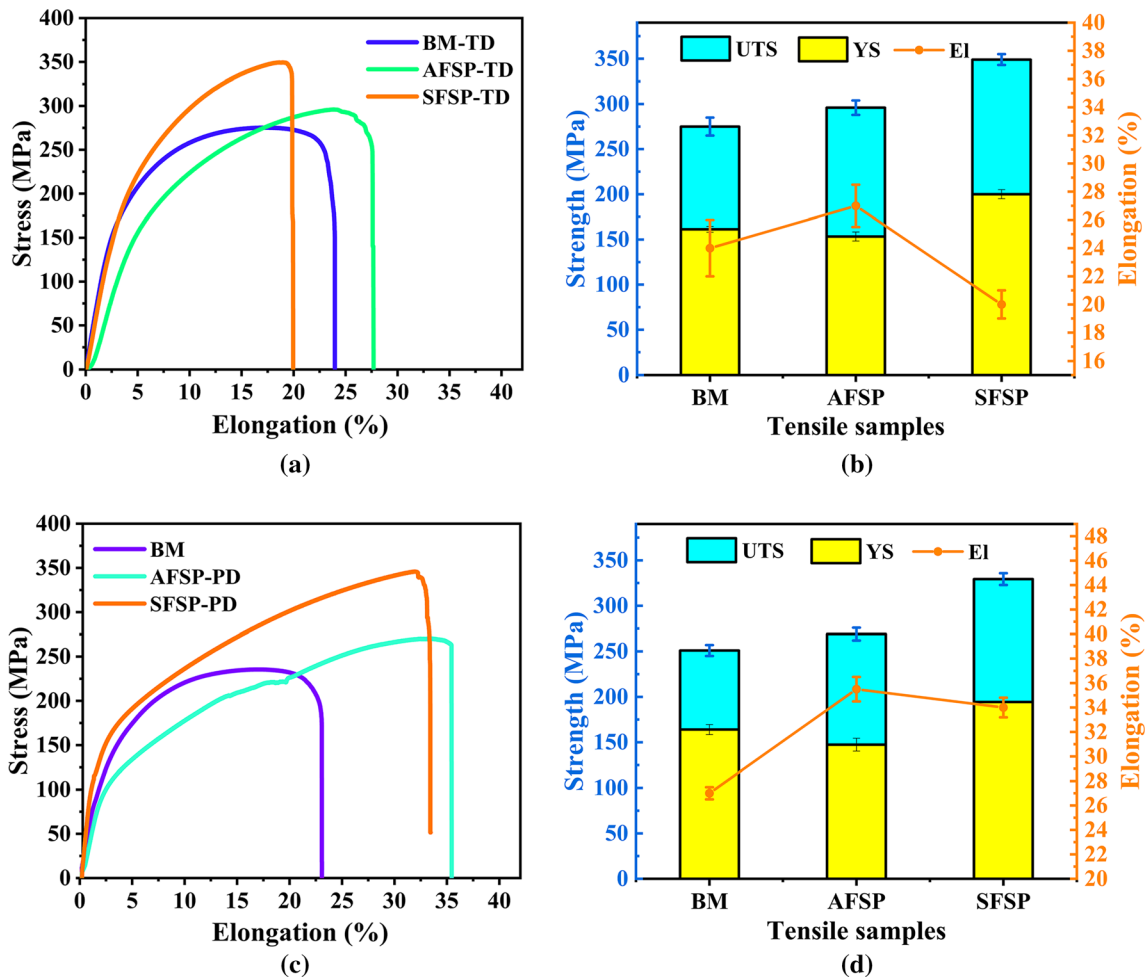 400
350
300
250
200
150
100
50
0
Stress (MPa)
BM-TD
AFSP-TD
SFSP-TD
0 5 10 15 20 25 30 35 40
Elongation (%)
(a)
350
300
250
200
150
100
50
0
Strength (MPa)
UTS YS El
40
38
36
34
32
30
28
26
24
22
20
18
16
Elongation (%)
BM AFSP SFSP
Tensile samples
(b)
400
350
300
250
200
150
100
50
0
Stress (MPa)
BM
AFSP-PD
SFSP-PD
0 5 10 15 20 25 30 35 40
Elongation (%)
(c)
350
300
250
200
150
100
50
0
Strength (MPa)
UTS YS El
48
46
44
42
40
38
36
34
32
30
28
26
24
22
20
Elongation (%)
BM AFSP SFSP
Tensile samples
(d)